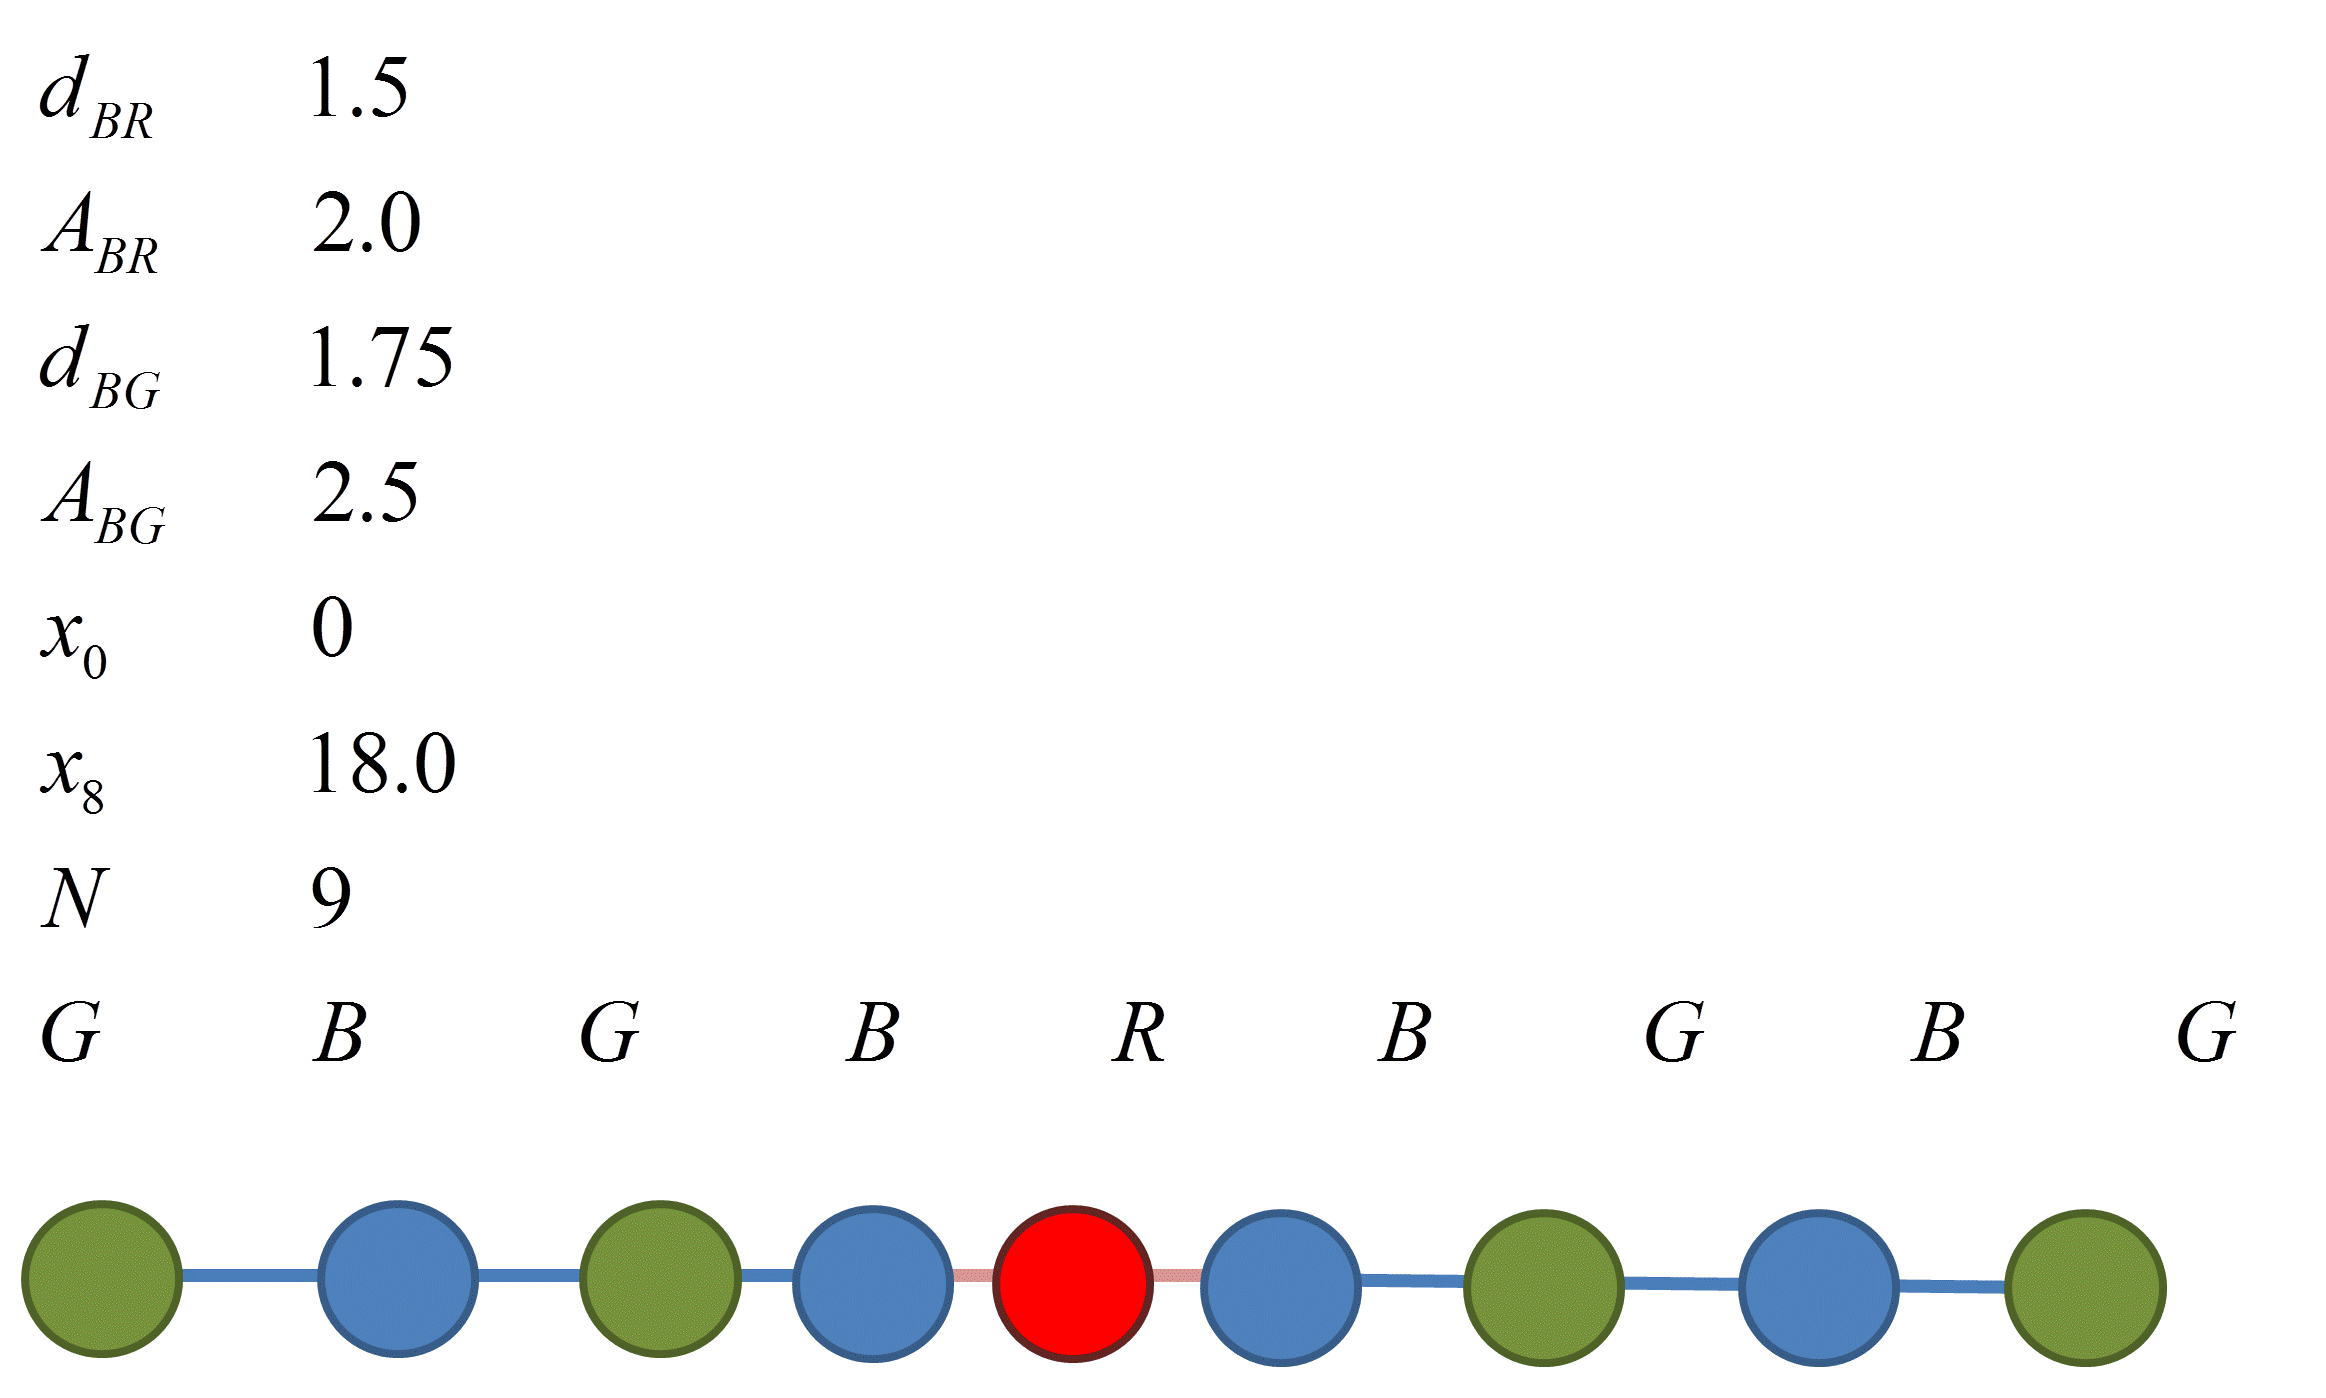 d_BR 1.5
A_BR 2.0
d_BG 1.75
A_BG 2.5
x_0 0
x_8 18.0
N 9
G B G B R B G B G